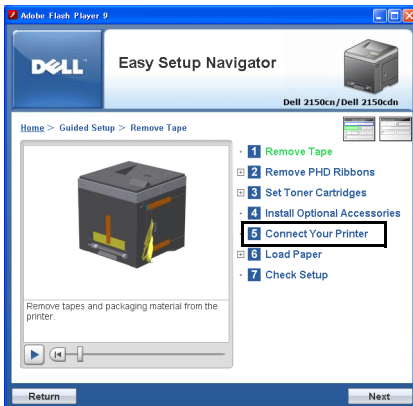 Adobe Flash Player 9
DELL
Easy Setup Navigator
Dell 2150cn/Dell 2150cdn
Home > Guided Setup > Remove Tape
1 Remove Tape
2 Remove PHD Ribbons
3 Set Toner Cartridges
4 Install Optional Accessories
5 Connect Your Printer
6 Load Paper
7 Check Setup
Remove tapes and packaging material from the
printer.
Return
Next